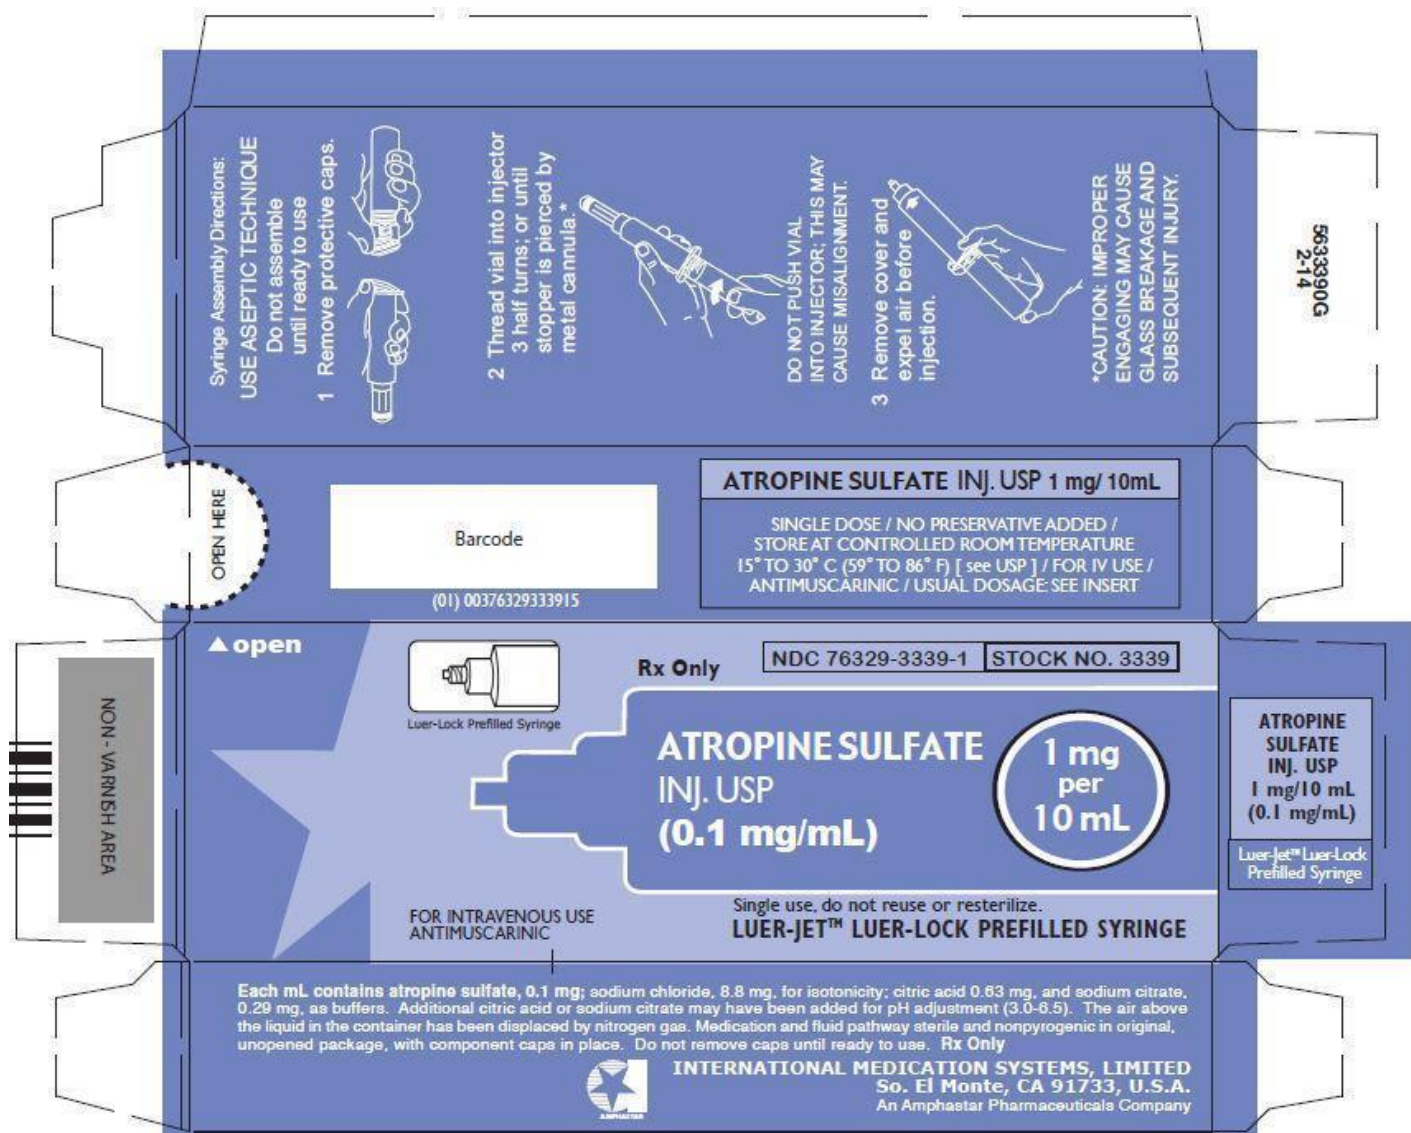 Syringe Assembly Directions:
USE ASEPTIC TECHNIQUE
Do not assemble
until ready to use
1 Remove protective caps.
2 Thread vial into injector
3 half turns; or until
stopper is pierced by
metal cannula.*
DO NOT PUSH VIAL
INTO INJECTOR; THIS MAY
CAUSE MISALIGNMENT.
3 Remove cover and
expel air before
injection.
*CAUTION: IMPROPER
ENGAGING MAY CAUSE
GLASS BREAKAGE AND
SUBSEQUENT INJURY.
5633390G
2-14
OPEN HERE
Barcode
(01) 00376329333915
ATROPINE SULFATE INJ. USP 1 mg/ 10mL
SINGLE DOSE / NO PRESERVATIVE ADDED /
STORE AT CONTROLLED ROOM TEMPERATURE
15° TO 30° C (59° TO 86° F) [ see USP ] / FOR IV USE /
ANTIMUSCARINIC / USUAL DOSAGE: SEE INSERT
open
NON - VARNISH AREA
Luer-Lock Prefilled Syringe
Rx Only
NDC 76329-3339-1 STOCK NO. 3339
ATROPINE SULFATE
INJ. USP
(0.1 mg/mL)
1 mg
per
10 mL
FOR INTRAVENOUS USE
ANTIMUSCARINIC
Single use, do not reuse or resterilize.
LUER-JET™ LUER-LOCK PREFILLED SYRINGE
ATROPINE
SULFATE
INJ. USP
1 mg/10 mL
(0.1 mg/mL)
Luer-Jet™ Luer-Lock
Prefilled Syringe
Each mL contains atropine sulfate, 0.1 mg; sodium chloride, 8.8 mg, for isotonicity; citric acid 0.63 mg, and sodium citrate,
0.29 mg, as buffers. Additional citric acid or sodium citrate may have been added for pH adjustment (3.0-6.5). The air above
the liquid in the container has been displaced by nitrogen gas. Medication and fluid pathway sterile and nonpyrogenic in original,
unopened package, with component caps in place. Do not remove caps until ready to use. Rx Only
AMPHASTAR
INTERNATIONAL MEDICATION SYSTEMS, LIMITED
So. El Monte, CA 91733, U.S.A.
An Amphastar Pharmaceuticals Company